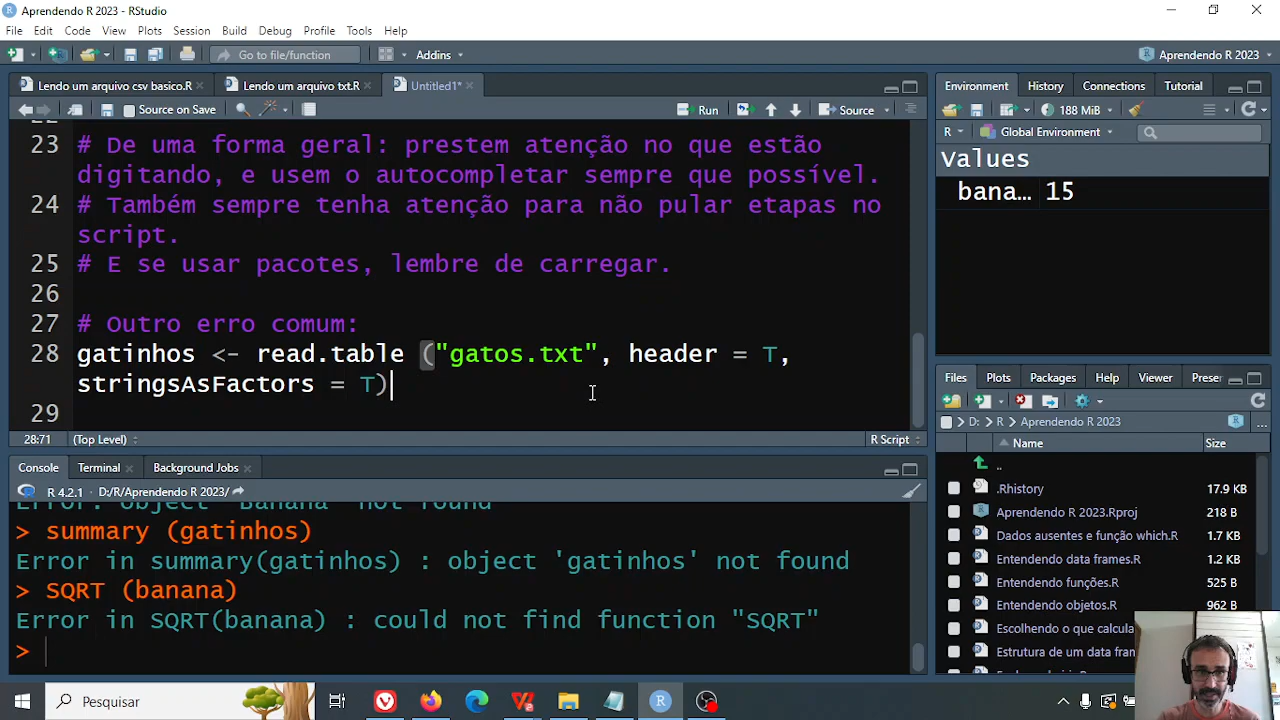 Aprendendo R 2023 - RStudio
File Edit Code View Plots Session Build Debug Profile Tools Help
Go to file/function Addins Aprendendo R 2023
Lendo um arquivo csv basico.R Lendo um arquivo txt.R Untitled1*
Source on Save Run Source
23 # De uma forma geral: prestem atenção no que estão
digitando, e usem o autocompletar sempre que possível.
24 # Também sempre tenha atenção para não pular etapas no
script.
25 # E se usar pacotes, lembre de carregar.
26
27 # Outro erro comum:
28 gatinhos <- read.table ("gatos.txt", header = T,
stringsAsFactors = T)
29
28:71 (Top Level) R Script
Console Terminal Background Jobs
R 4.2.1 · D:/R/Aprendendo R 2023/
Error: object 'Banana' not found
> summary (gatinhos)
Error in summary(gatinhos) : object 'gatinhos' not found
> SQRT (banana)
Error in SQRT(banana) : could not find function "SQRT"
>
Environment History Connections Tutorial
188 MiB
R Global Environment
Values
bana… 15
Files Plots Packages Help Viewer Preser
D: R Aprendendo R 2023 ...
Name Size
..
.Rhistory 17.9 KB
Aprendendo R 2023.Rproj 218 B
Dados ausentes e função which.R 1.7 KB
Entendendo data frames.R 1.2 KB
Entendendo funções.R 525 B
Entendendo objetos.R 962 B
Escolhendo o que calcula
Estrutura de um data fram
Pesquisar